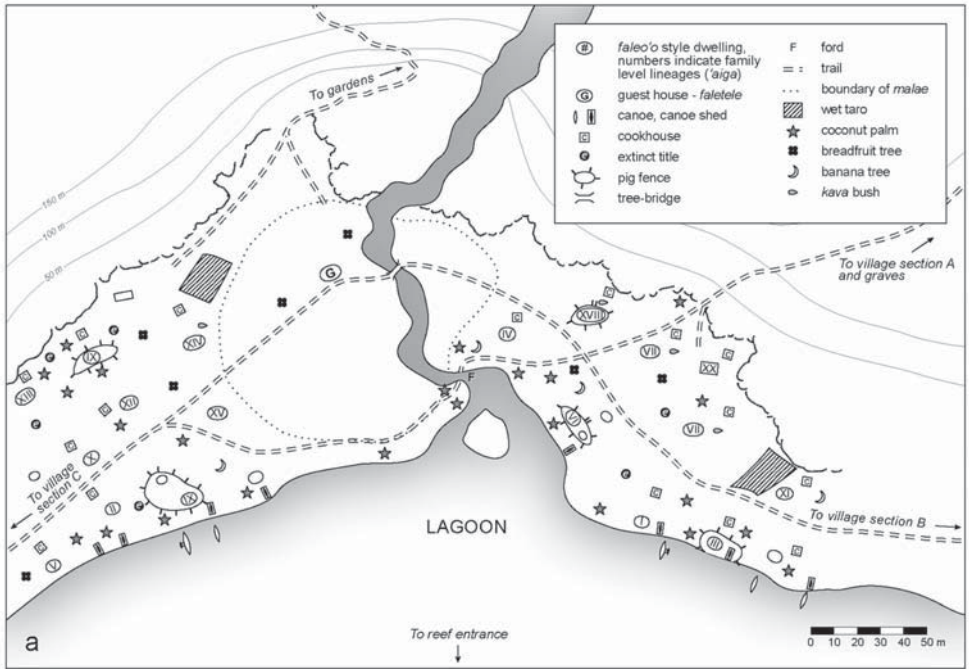 # faleo'o style dwelling,
numbers indicate family
level lineages ('aiga)
G guest house - faletele
canoe, canoe shed
C cookhouse
extinct title
pig fence
tree-bridge
F ford
trail
boundary of malae
wet taro
coconut palm
breadfruit tree
banana tree
kava bush
To gardens
150 m
100 m
50 m
To village section A
and graves
G
C
XVIII
C
C
IV
C
VII
C
XX
C
XIV
IX
F
C
XIII
XII
C
XV
VI
C
VII
C
X
C
XI
To village
section C
IX
C
II
C
I
To village section B
LAGOON
C
III
C
C
V
a
To reef entrance
0 10 20 30 40 50 m